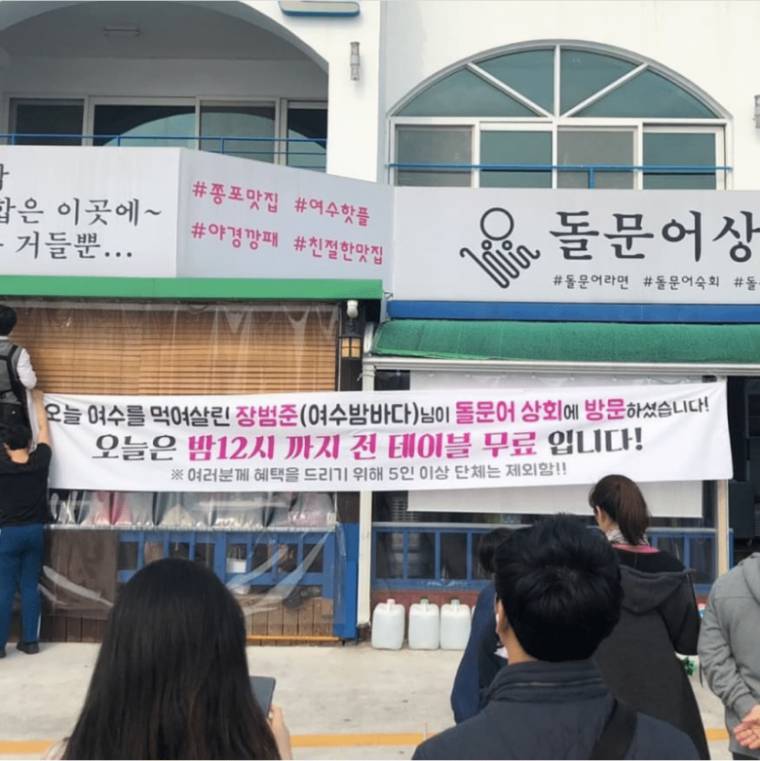 합은 이곳에~
거들뿐...
#쫑포맛집 #여수핫플
#야경깡패 #친절한맛집
돌문어상
#돌문어라면 #돌문어숙회 #돌
오늘 여수를 먹여살린 장범준(여수밤바다)님이 돌문어 상회에 방문하셨습니다!
오늘은 밤12시 까지 전 테이블 무료 입니다!
※ 여러분께 혜택을 드리기 위해 5인 이상 단체는 제외함!!